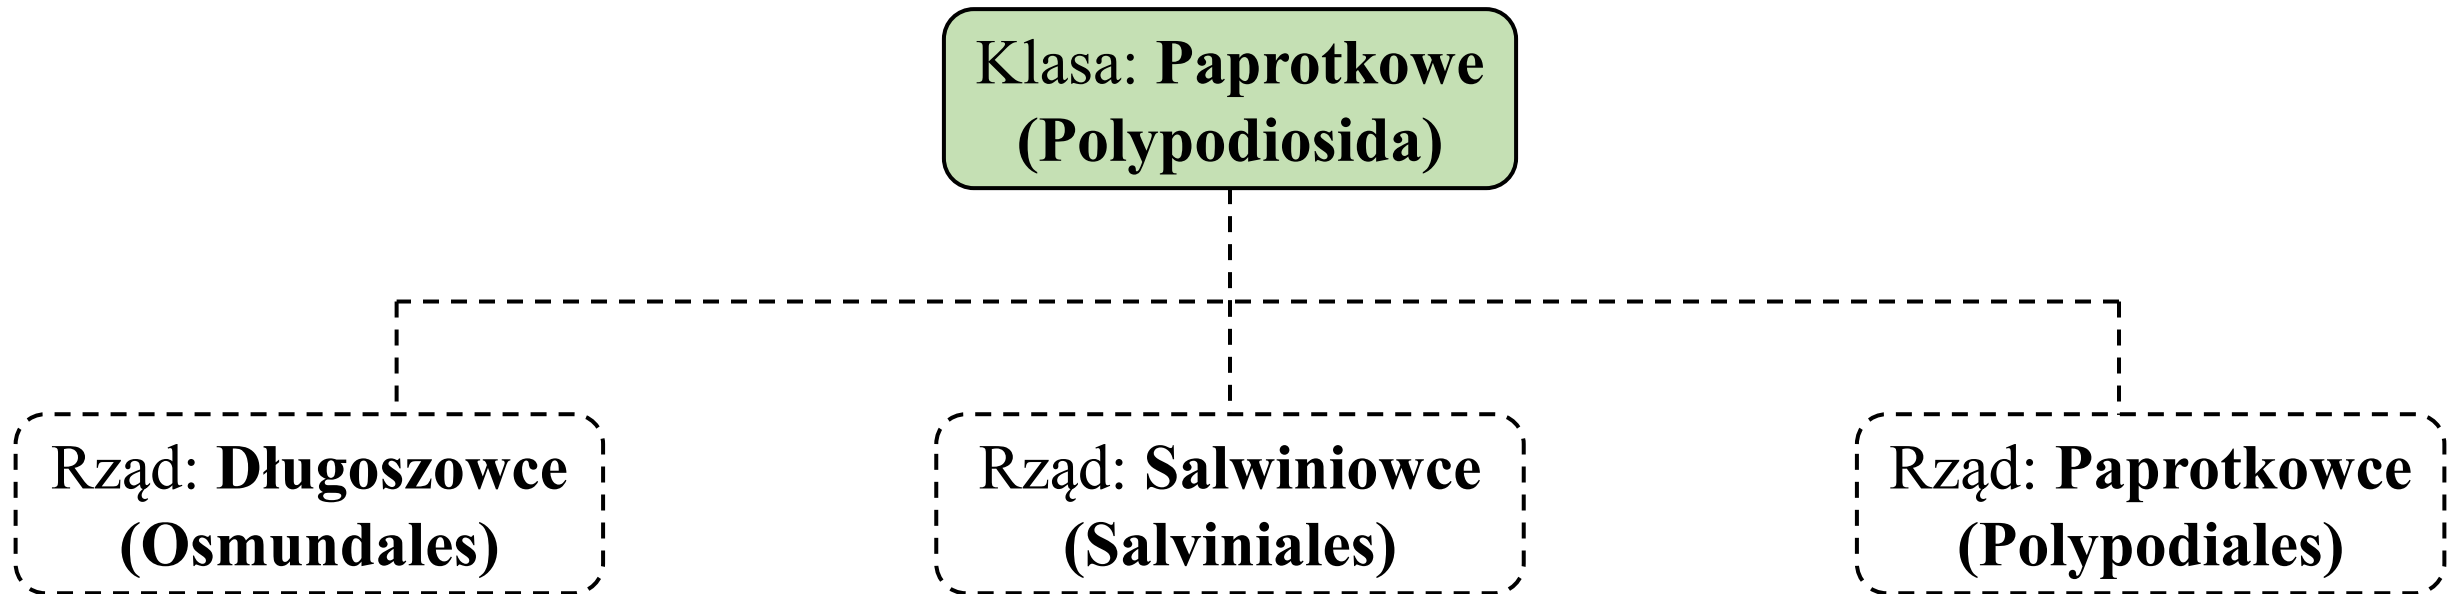 Klasa: Paprotkowe
(Polypodiosida)
Rząd: Długoszowce
(Osmundales)
Rząd: Salwiniowce
(Salviniales)
Rząd: Paprotkowce
(Polypodiales)